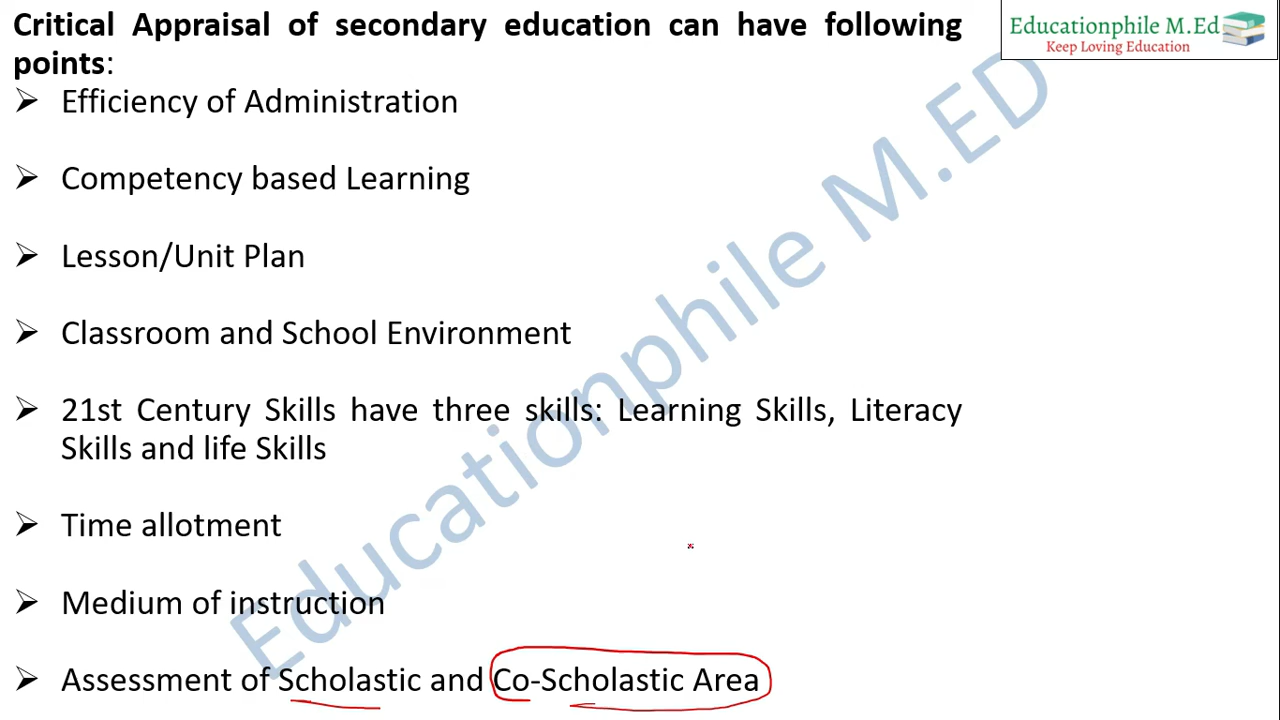 Critical Appraisal of secondary education can have following
points:
Educationphile M.Ed
Keep Loving Education
➢ Efficiency of Administration
➢ Competency based Learning
➢ Lesson/Unit Plan
➢ Classroom and School Environment
➢ 21st Century Skills have three skills: Learning Skills, Literacy
Skills and life Skills
➢ Time allotment
➢ Medium of instruction
➢ Assessment of Scholastic and Co-Scholastic Area
Educationphile M.ED